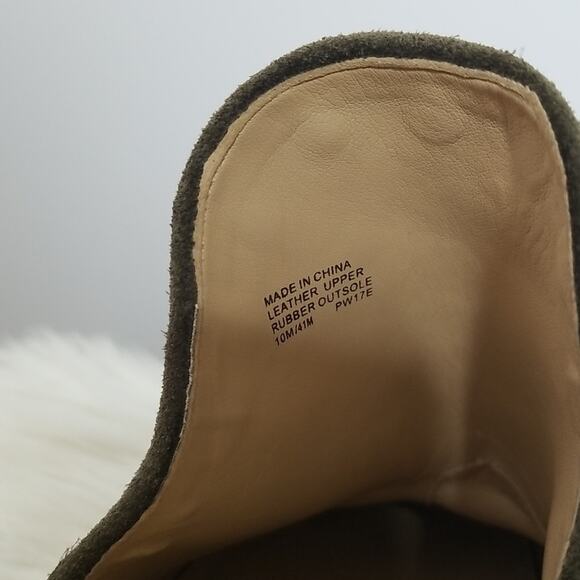 MADE IN CHINA
LEATHER UPPER
RUBBER OUTSOLE
10M/41M PW17E